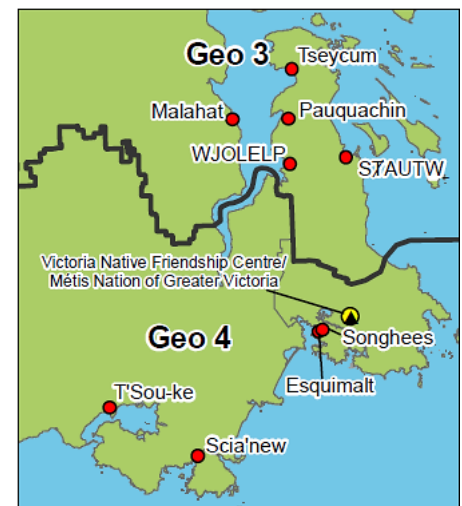 Geo 3
Tseycum
Malahat
Pauquachin
WJOLELP
STAUTW
Victoria Native Friendship Centre/
Métis Nation of Greater Victoria
Geo 4
Songhees
Esquimalt
T'Sou-ke
Scia'new